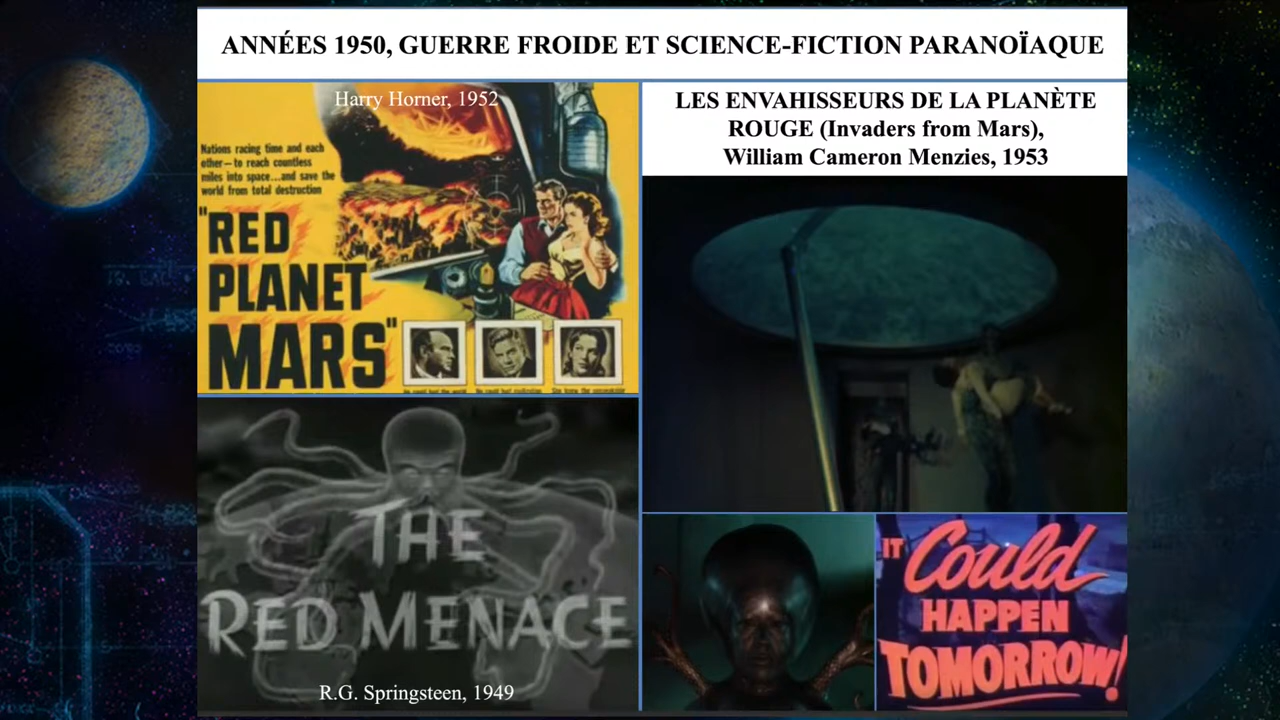 ANNÉES 1950, GUERRE FROIDE ET SCIENCE-FICTION PARANOÏAQUE
Harry Horner, 1952
Nations racing time and each
other—to reach countless
miles into space...and save the
world from total destruction
"RED
PLANET
MARS"
THE
RED MENACE
R.G. Springsteen, 1949
LES ENVAHISSEURS DE LA PLANÈTE
ROUGE (Invaders from Mars),
William Cameron Menzies, 1953
IT Could
HAPPEN
TOMORROW!